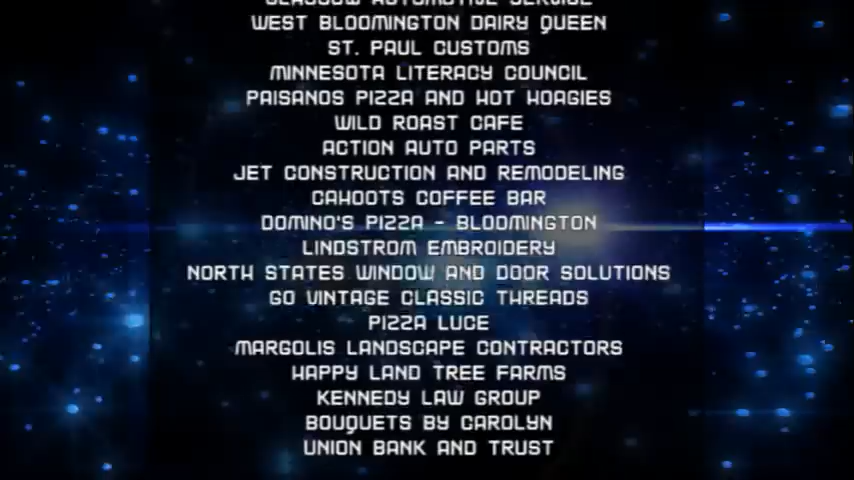 GLASGOW AUTOMOTIVE SERVICE
WEST BLOOMINGTON DAIRY QUEEN
ST. PAUL CUSTOMS
MINNESOTA LITERACY COUNCIL
PAISANOS PIZZA AND HOT HOAGIES
WILD ROAST CAFE
ACTION AUTO PARTS
JET CONSTRUCTION AND REMODELING
CAHOOTS COFFEE BAR
DOMINO'S PIZZA - BLOOMINGTON
LINDSTROM EMBROIDERY
NORTH STATES WINDOW AND DOOR SOLUTIONS
GO VINTAGE CLASSIC THREADS
PIZZA LUCE
MARGOLIS LANDSCAPE CONTRACTORS
HAPPY LAND TREE FARMS
KENNEDY LAW GROUP
BOUQUETS BY CAROLYN
UNION BANK AND TRUST